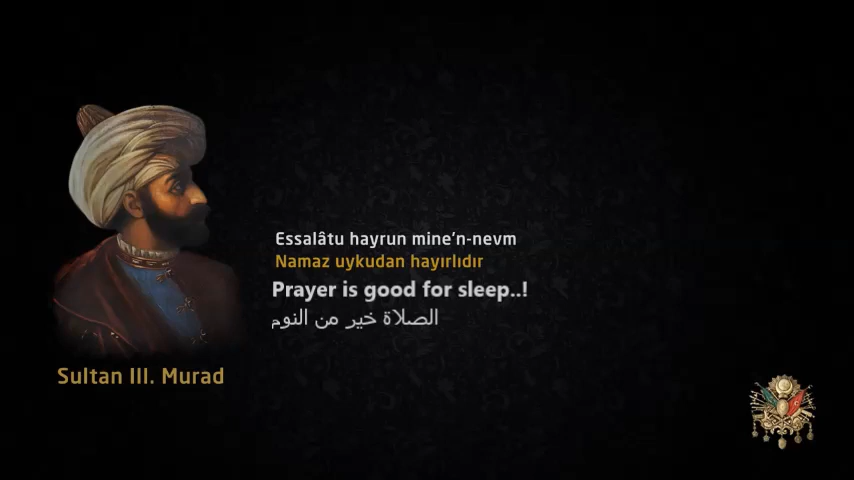 Essalâtu hayrun mine'n-nevm
Namaz uykudan hayırlıdır
Prayer is good for sleep..!
الصلاة خير من النوم
Sultan III. Murad